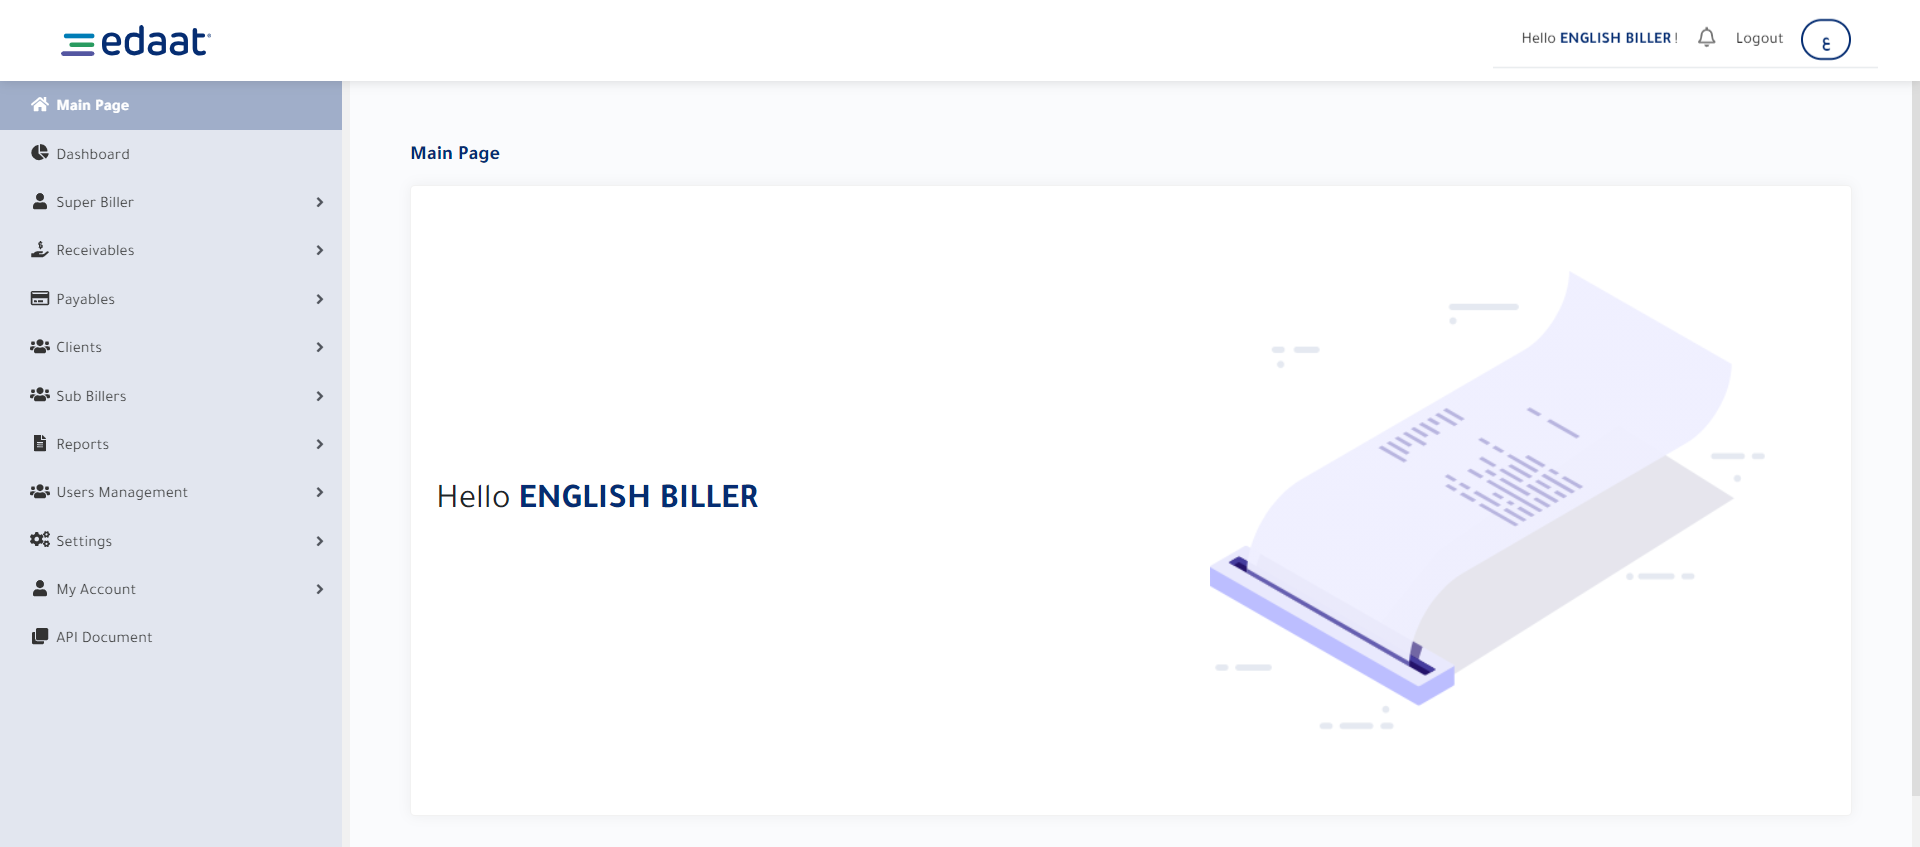 edaat
Hello ENGLISH BILLER !
Logout
ع
Main Page
Dashboard
Super Biller
Receivables
Payables
Clients
Sub Billers
Reports
Users Management
Settings
My Account
API Document
Main Page
Hello ENGLISH BILLER